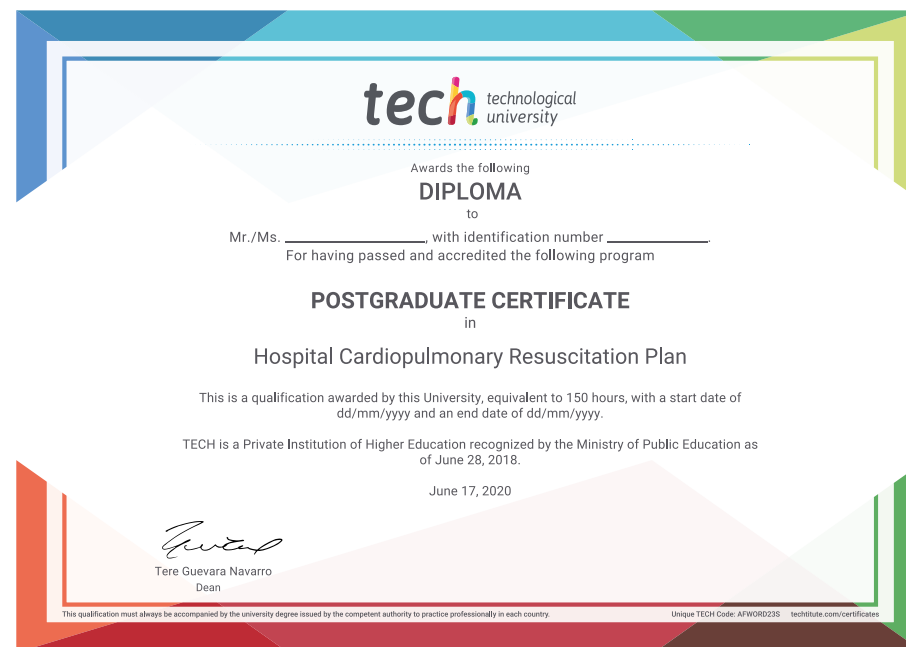 tech technological
university
Awards the following
DIPLOMA
to
Mr./Ms. ____________________, with identification number ______________.
For having passed and accredited the following program
POSTGRADUATE CERTIFICATE
in
Hospital Cardiopulmonary Resuscitation Plan
This is a qualification awarded by this University, equivalent to 150 hours, with a start date of
dd/mm/yyyy and an end date of dd/mm/yyyy.
TECH is a Private Institution of Higher Education recognized by the Ministry of Public Education as
of June 28, 2018.
June 17, 2020
Tere Guevara Navarro
Dean
This qualification must always be accompanied by the university degree issued by the competent authority to practice professionally in each country. Unique TECH Code: AFWORD23S techtitute.com/certificates